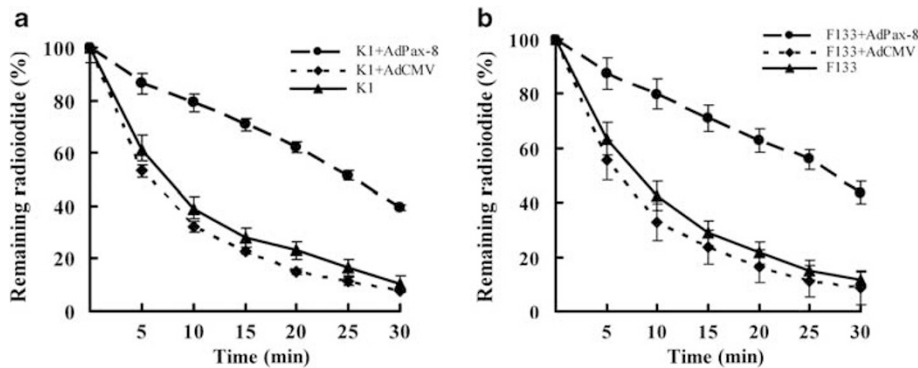 a
Remaining radioiodide (%)
100
80
60
40
20
0
5 10 15 20 25 30
Time (min)
K1+AdPax-8
K1+AdCMV
K1
b
Remaining radioiodide (%)
100
80
60
40
20
0
5 10 15 20 25 30
Time (min)
F133+AdPax-8
F133+AdCMV
F133